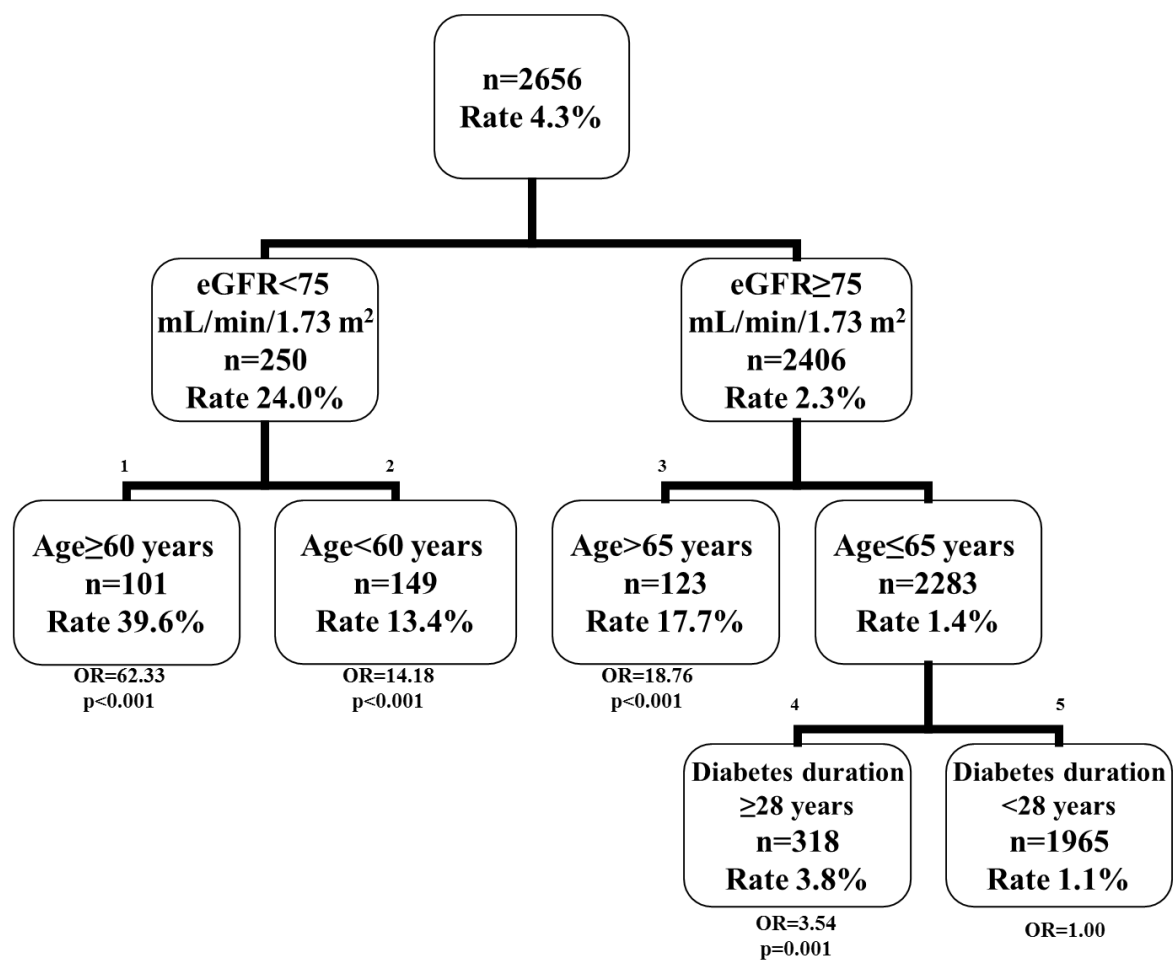 n=2656
Rate 4.3%
eGFR<75
mL/min/1.73 m²
n=250
Rate 24.0%
eGFR≥75
mL/min/1.73 m²
n=2406
Rate 2.3%
1
2
3
Age≥60 years
n=101
Rate 39.6%
OR=62.33
p<0.001
Age<60 years
n=149
Rate 13.4%
OR=14.18
p<0.001
Age>65 years
n=123
Rate 17.7%
OR=18.76
p<0.001
Age≤65 years
n=2283
Rate 1.4%
4
5
Diabetes duration
≥28 years
n=318
Rate 3.8%
OR=3.54
p=0.001
Diabetes duration
<28 years
n=1965
Rate 1.1%
OR=1.00